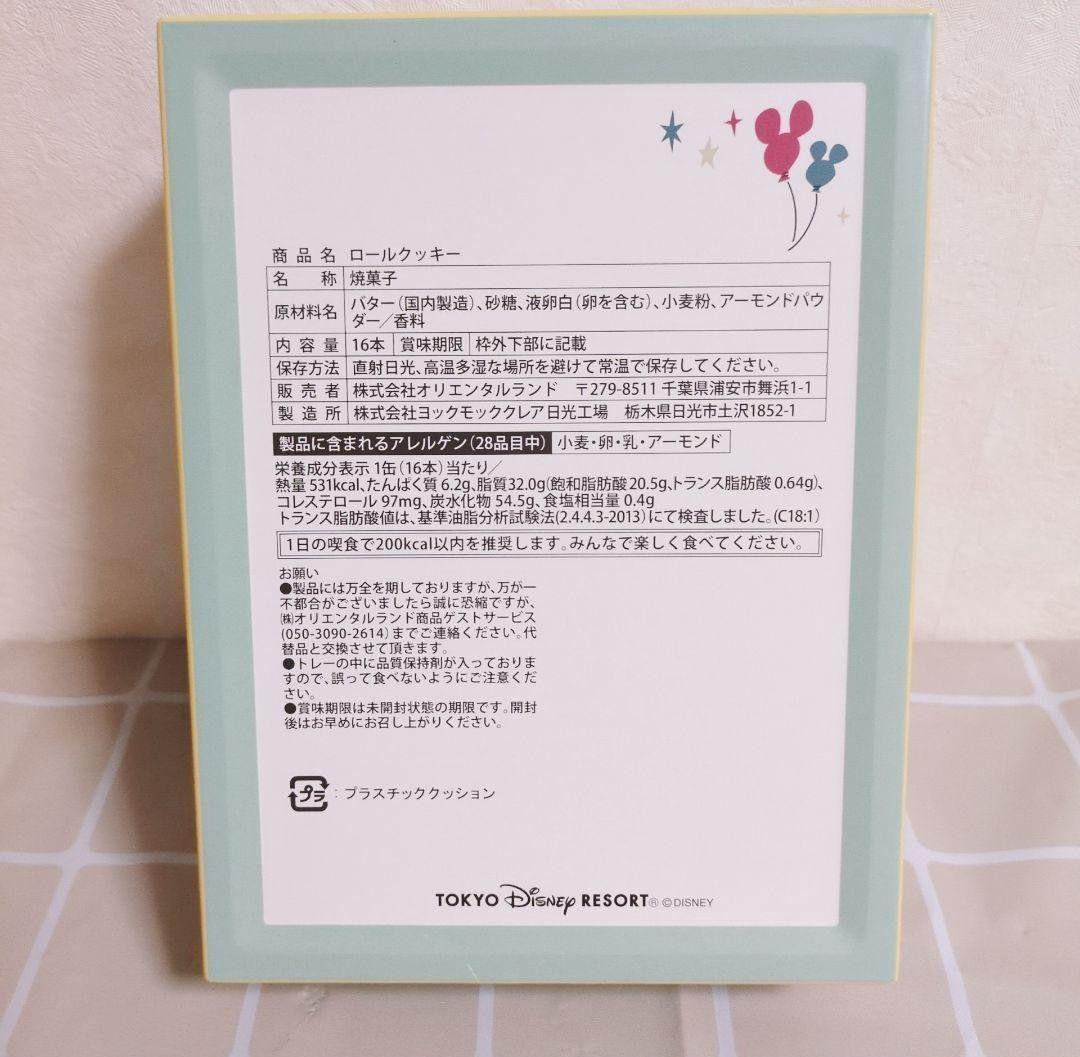 商品名 ロールクッキー
名称 焼菓子
原材料名 バター(国内製造)、砂糖、液卵白(卵を含む)、小麦粉、アーモンドパウ
ダー／香料
内容量 16本 賞味期限 枠外下部に記載
保存方法 直射日光、高温多湿な場所を避けて常温で保存してください。
販売者 株式会社オリエンタルランド 〒279-8511 千葉県浦安市舞浜1-1
製造所 株式会社ヨックモッククレア日光工場 栃木県日光市土沢1852-1
製品に含まれるアレルゲン(28品目中) 小麦・卵・乳・アーモンド
栄養成分表示 1缶(16本)当たり／
熱量 531kcal、たんぱく質 6.2g、脂質32.0g(飽和脂肪酸 20.5g、トランス脂肪酸 0.64g)、
コレステロール 97mg、炭水化物 54.5g、食塩相当量 0.4g
トランス脂肪酸値は、基準油脂分析試験法(2.4.4.3-2013)にて検査しました。(C18:1)
1日の喫食で200kcal以内を推奨します。みんなで楽しく食べてください。
お願い
●製品には万全を期しておりますが、万が一
不都合がございましたら誠に恐縮ですが、
㈱オリエンタルランド商品ゲストサービス
(050-3090-2614)までご連絡ください。代
替品と交換させて頂きます。
●トレーの中に品質保持剤が入っておりま
すので、誤って食べないようにご注意くだ
さい。
●賞味期限は未開封状態の期限です。開封
後はお早めにお召し上がりください。
プラ：プラスチッククッション
TOKYO Disney RESORT® ©DISNEY